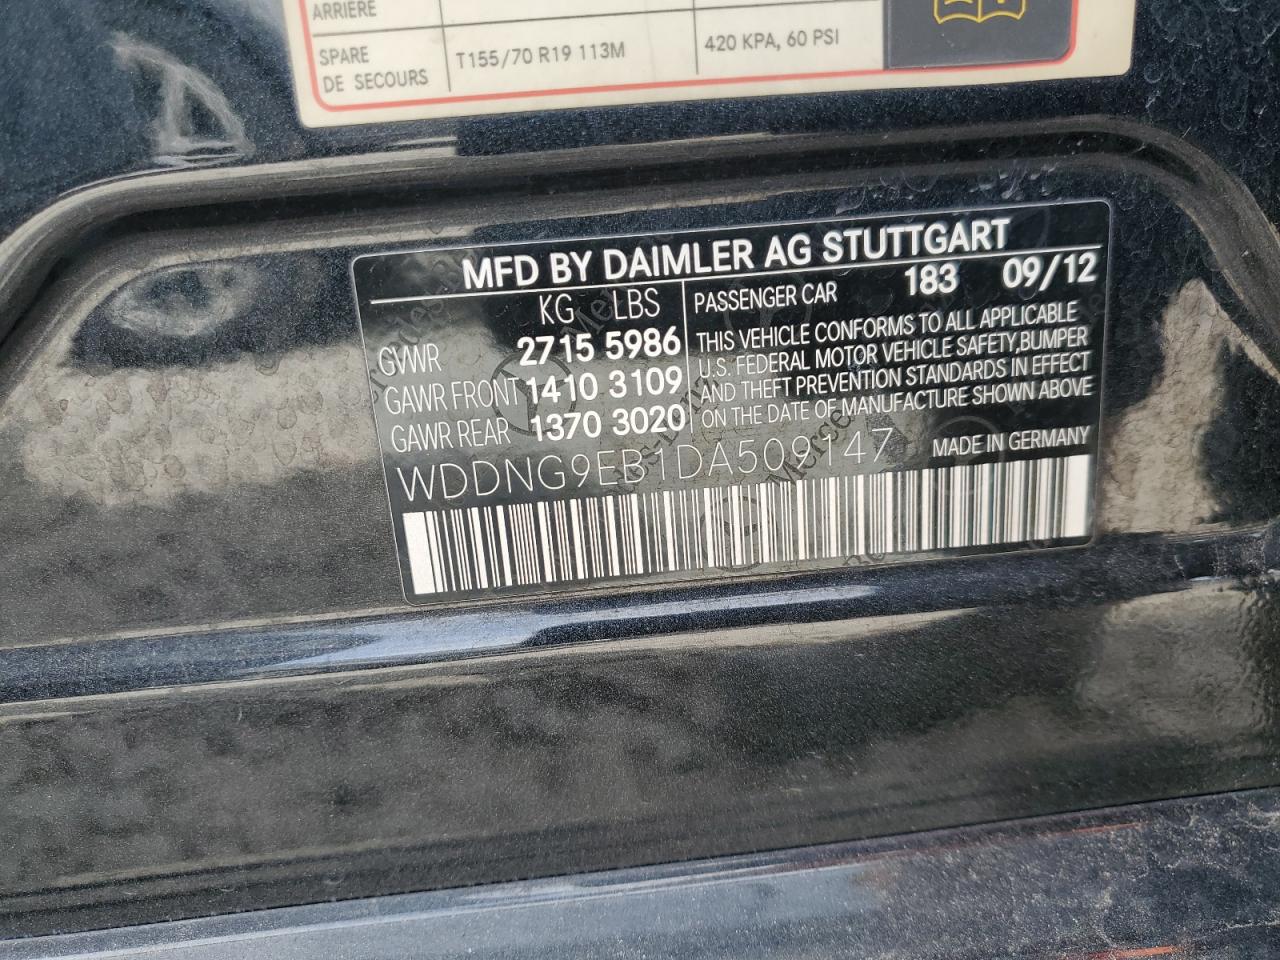 ARRIÈRE
SPARE T155/70 R19 113M 420 KPA, 60 PSI
DE SECOURS
MFD BY DAIMLER AG STUTTGART
KG LBS PASSENGER CAR 183 09/12
GVWR 2715 5986
GAWR FRONT 1410 3109
GAWR REAR 1370 3020
THIS VEHICLE CONFORMS TO ALL APPLICABLE
U.S. FEDERAL MOTOR VEHICLE SAFETY,BUMPER
AND THEFT PREVENTION STANDARDS IN EFFECT
ON THE DATE OF MANUFACTURE SHOWN ABOVE
WDDNG9EB1DA509147 MADE IN GERMANY